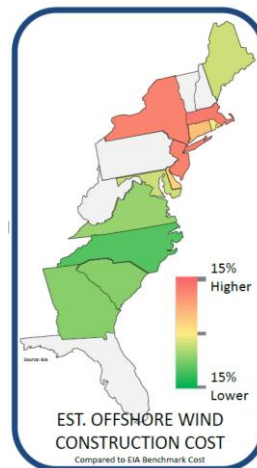 15%
Higher
15%
Lower
Source: EIA
EST. OFFSHORE WIND
CONSTRUCTION COST
Compared to EIA Benchmark Cost